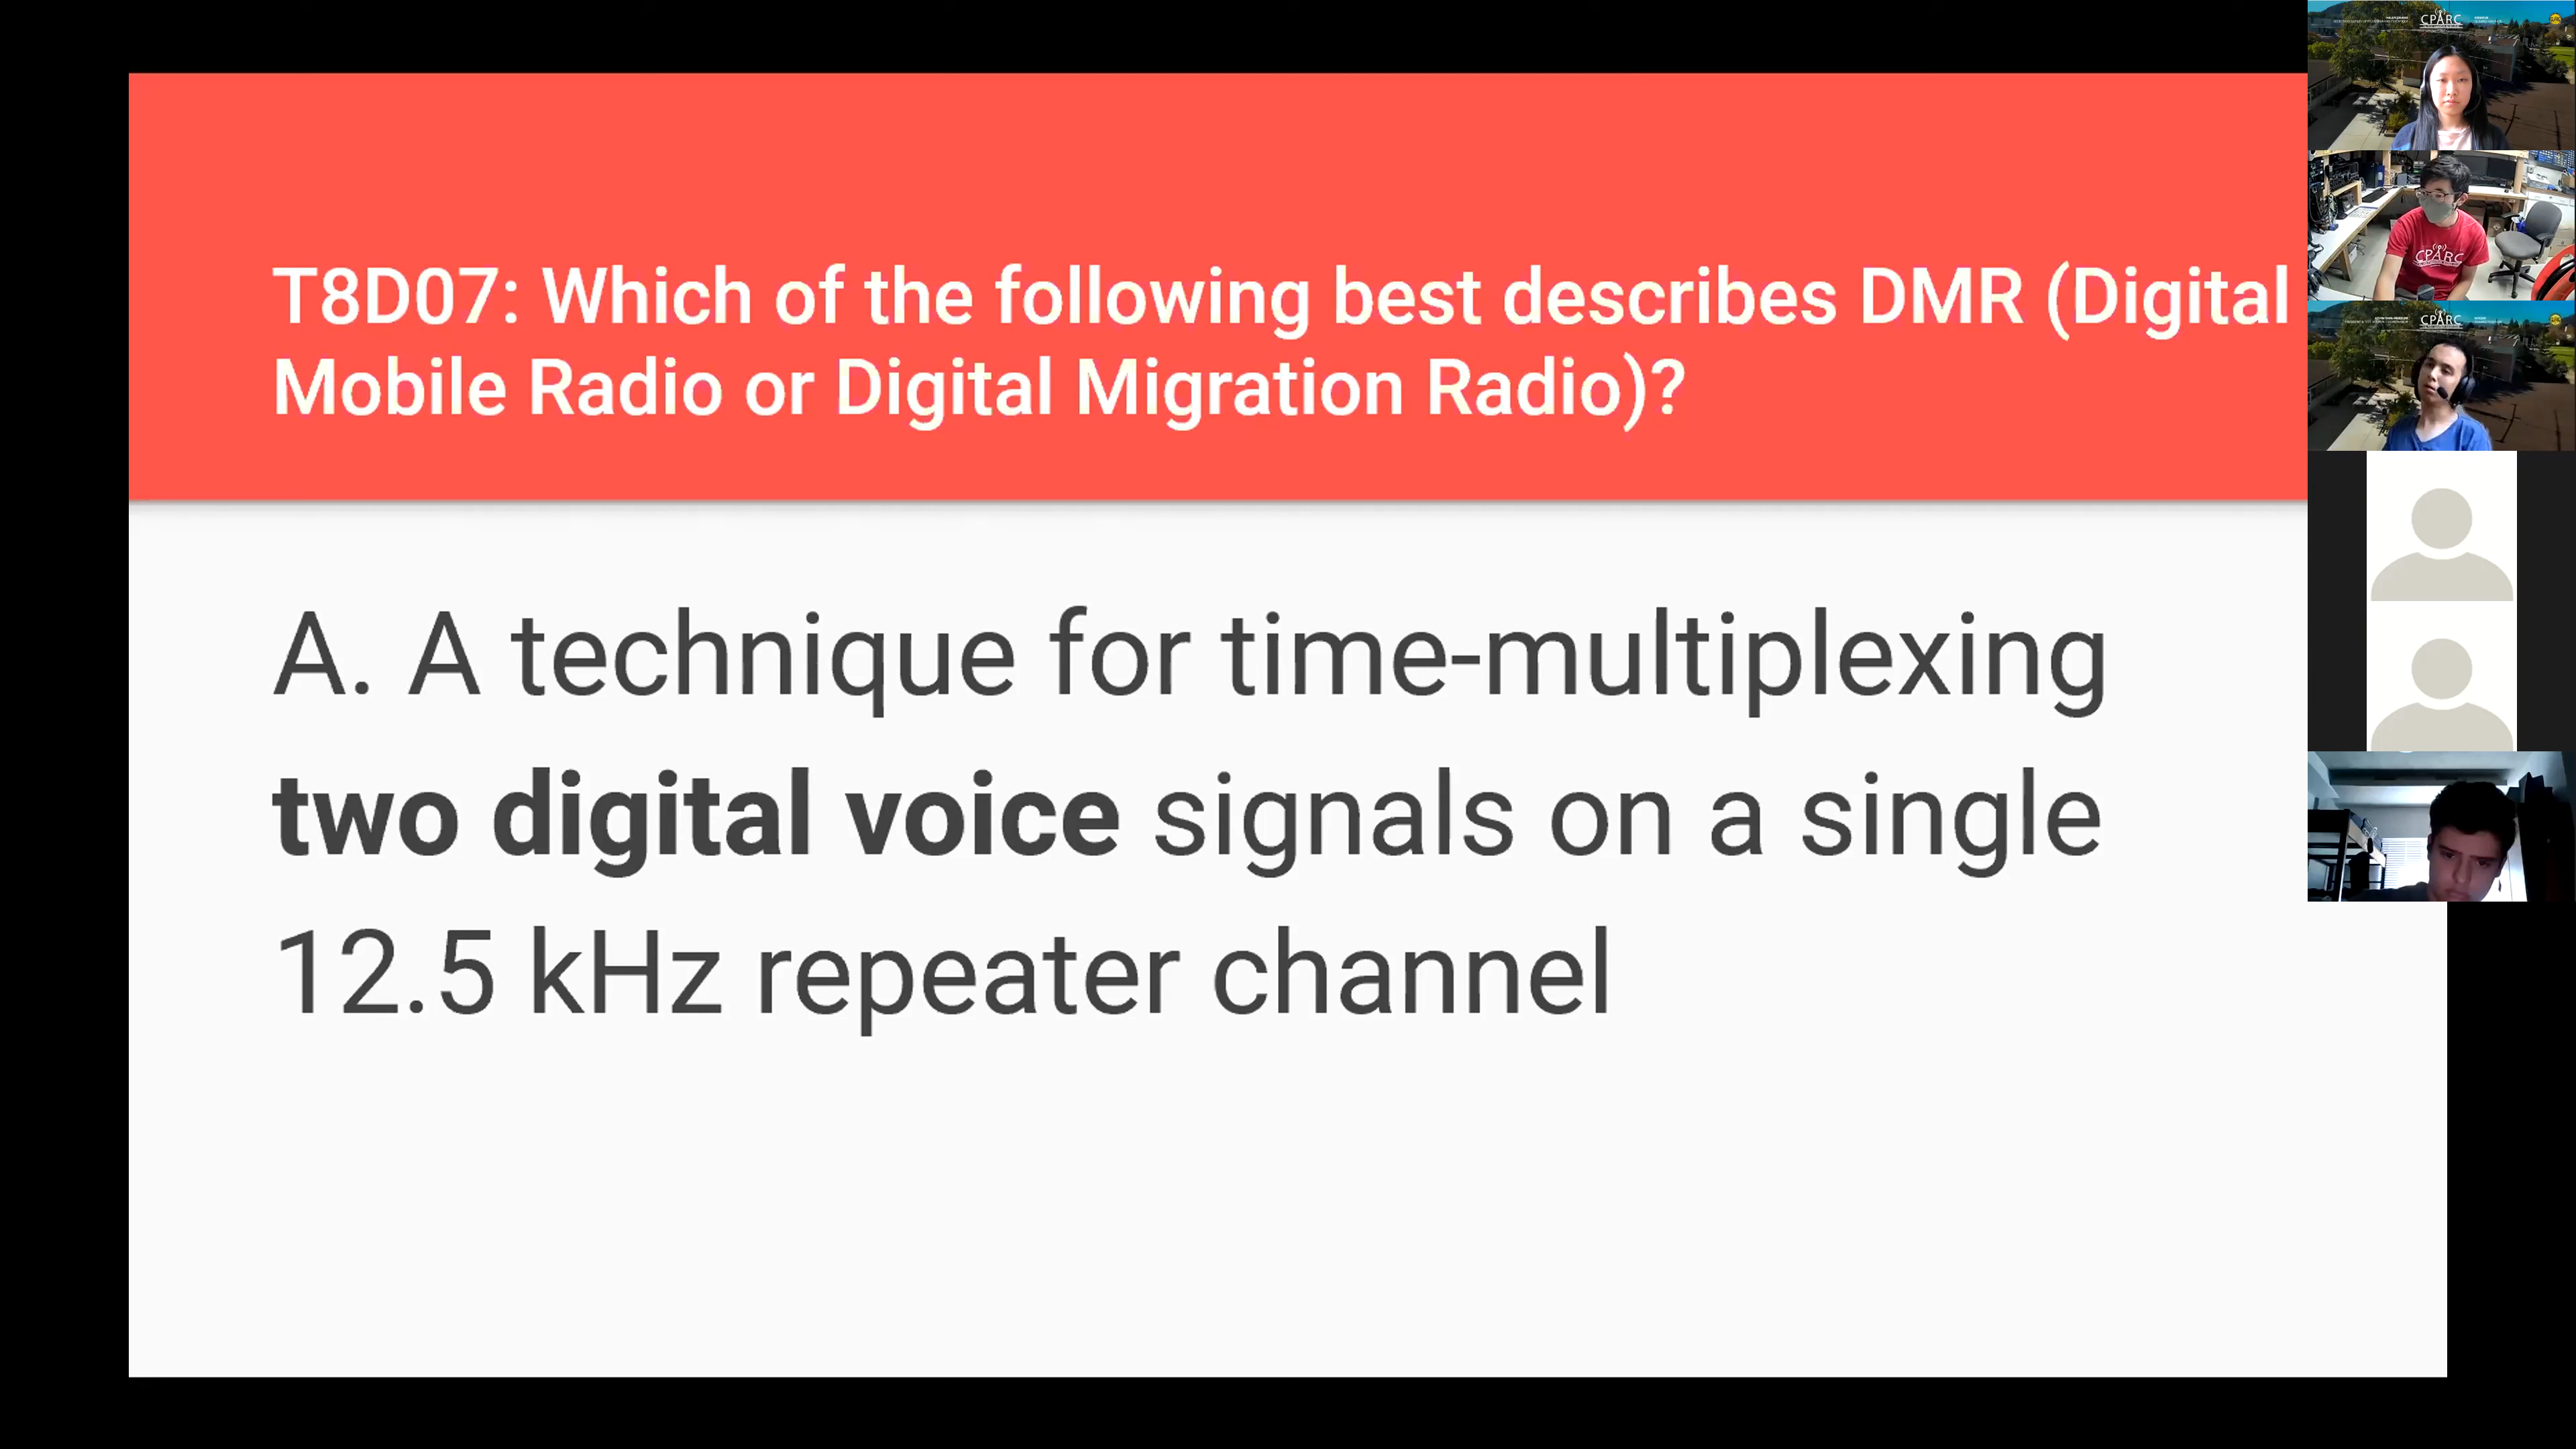 T8D07: Which of the following best describes DMR (Digital
Mobile Radio or Digital Migration Radio)?
A. A technique for time-multiplexing
two digital voice signals on a single
12.5 kHz repeater channel
CPARC
CPARC
CPARC